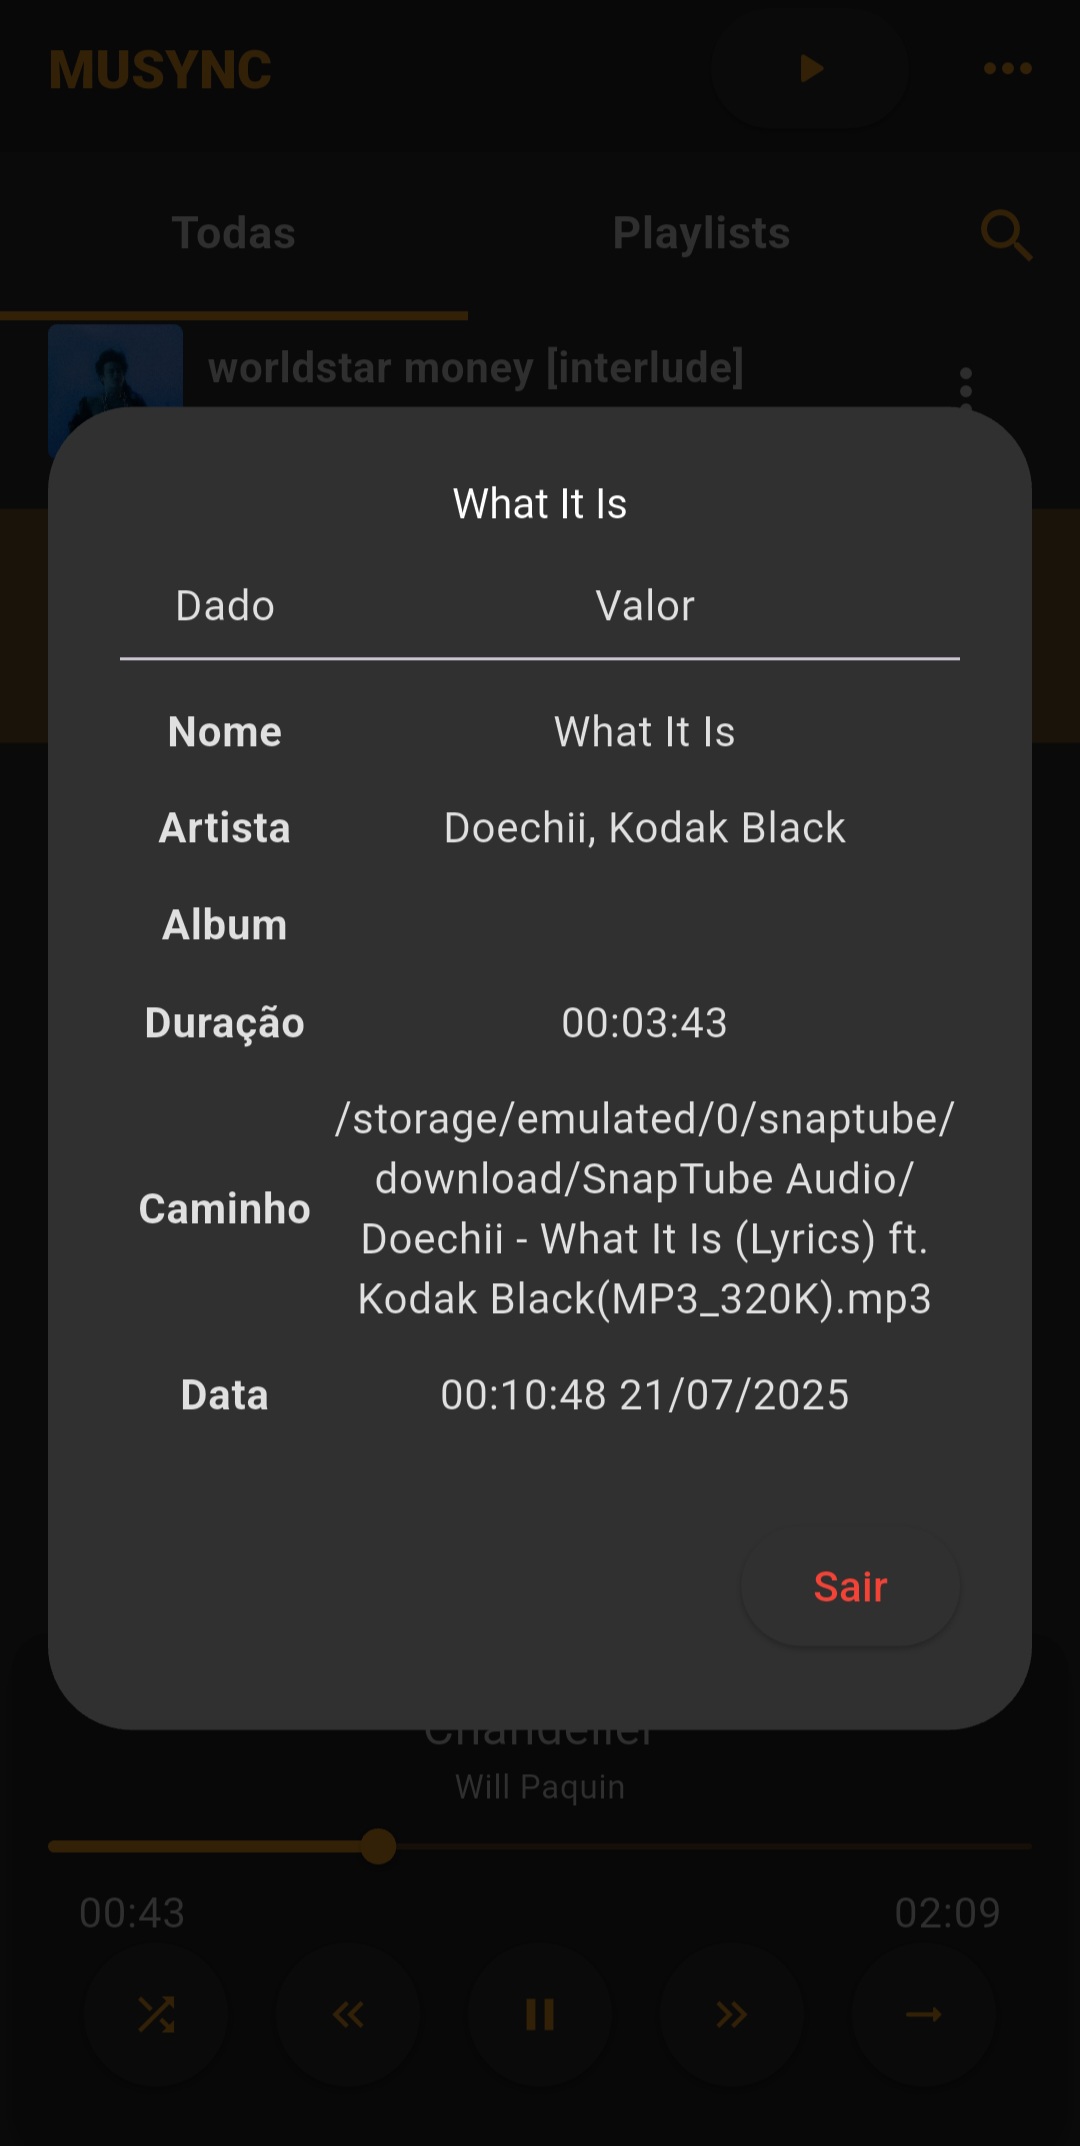 MUSYNC
Todas Playlists
worldstar money [interlude]
What It Is
Dado Valor
Nome What It Is
Artista Doechii, Kodak Black
Album
Duração 00:03:43
/storage/emulated/0/snaptube/
download/SnapTube Audio/
Caminho
Doechii - What It Is (Lyrics) ft.
Kodak Black(MP3_320K).mp3
Data 00:10:48 21/07/2025
Sair
Chandelier
Will Paquin
00:43 02:09